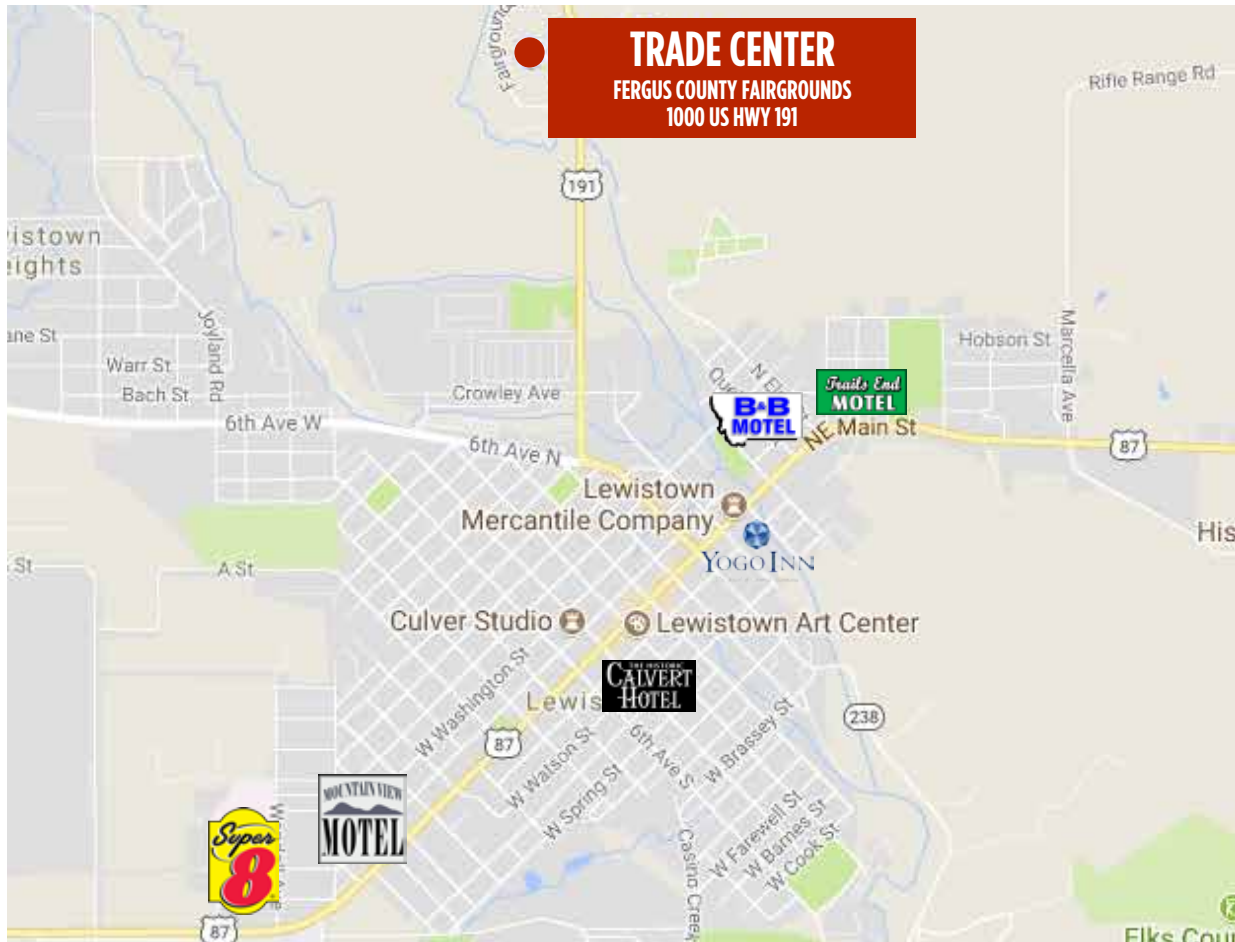 TRADE CENTER
FERGUS COUNTY FAIRGROUNDS
1000 US HWY 191
Rifle Range Rd
191
Joyland Rd
Warr St
Bach St
Crowley Ave
6th Ave W
6th Ave N
Hobson St
Marcella Ave
Trails End
MOTEL
B&B
MOTEL
NE Main St
87
Lewistown
Mercantile Company
YOGO INN
A St
St
Culver Studio
Lewistown Art Center
THE HISTORIC
CALVERT
HOTEL
Lewis
W Washington St
87
W Watson St
W Spring St
6th Ave S
W Brassey St
238
W Farewell St
W Barnes St
W Cook St
Casino Creek
MOUNTAIN VIEW
MOTEL
Super
8
87